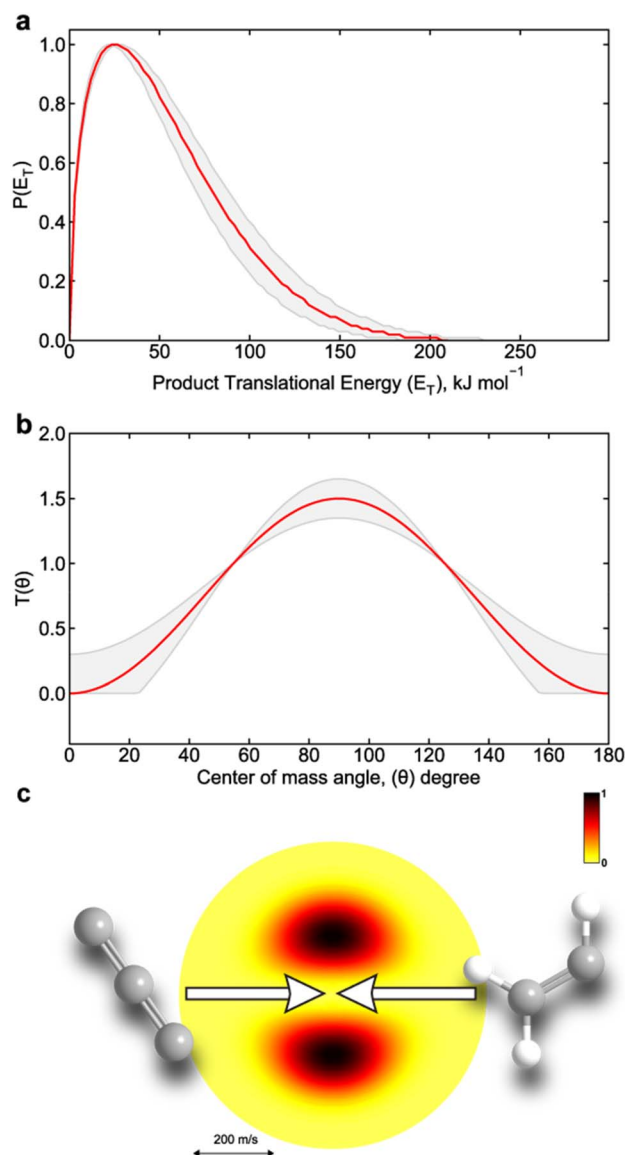 a
1.0
0.8
0.6
0.4
0.2
0.0
P(E_T)
0 50 100 150 200 250
Product Translational Energy (E_T), kJ mol⁻¹
b
2.0
1.5
1.0
0.5
0.0
T(θ)
0 20 40 60 80 100 120 140 160 180
Center of mass angle, (θ) degree
c
1
0
200 m/s